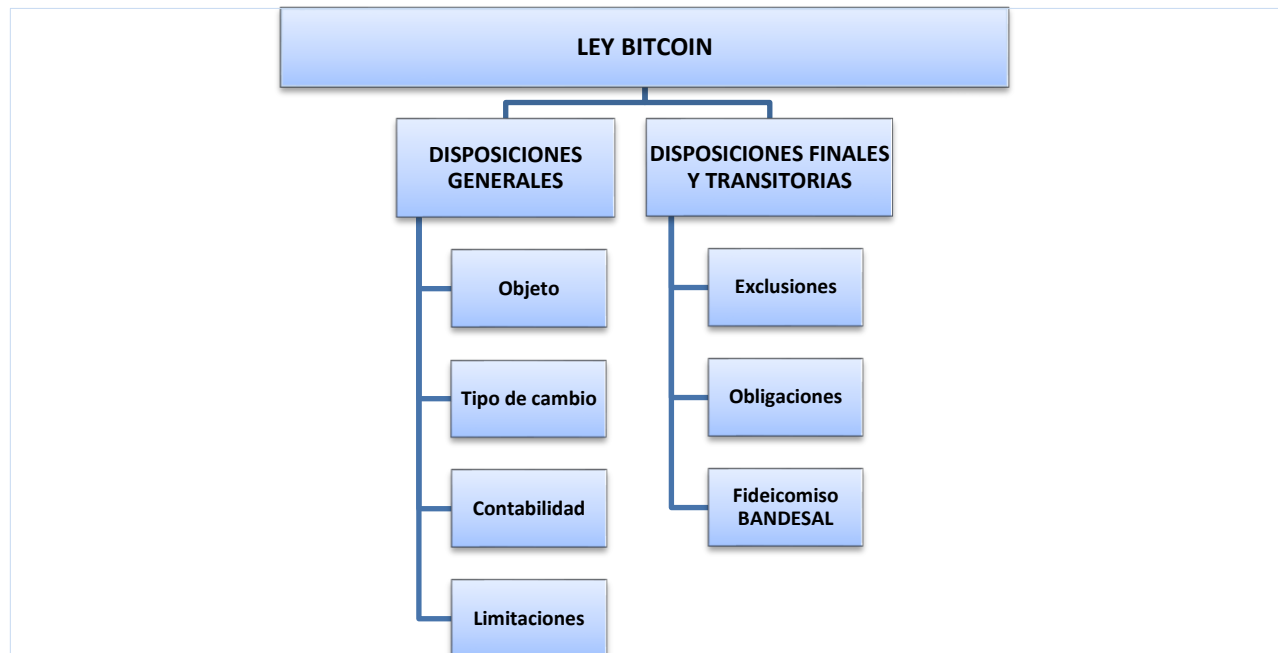 LEY BITCOIN
DISPOSICIONES
GENERALES
Objeto
Tipo de cambio
Contabilidad
Limitaciones
DISPOSICIONES FINALES
Y TRANSITORIAS
Exclusiones
Obligaciones
Fideicomiso
BANDESAL